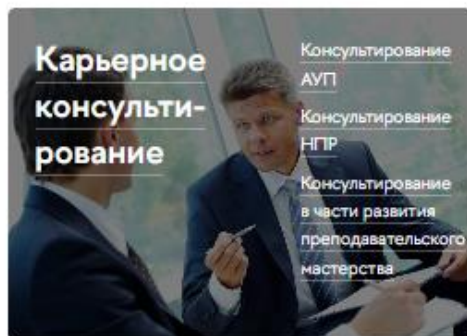 Карьерное
консульти-
рование
Консультирование
АУП
Консультирование
НПР
Консультирование
в части развития
преподавательского
мастерства